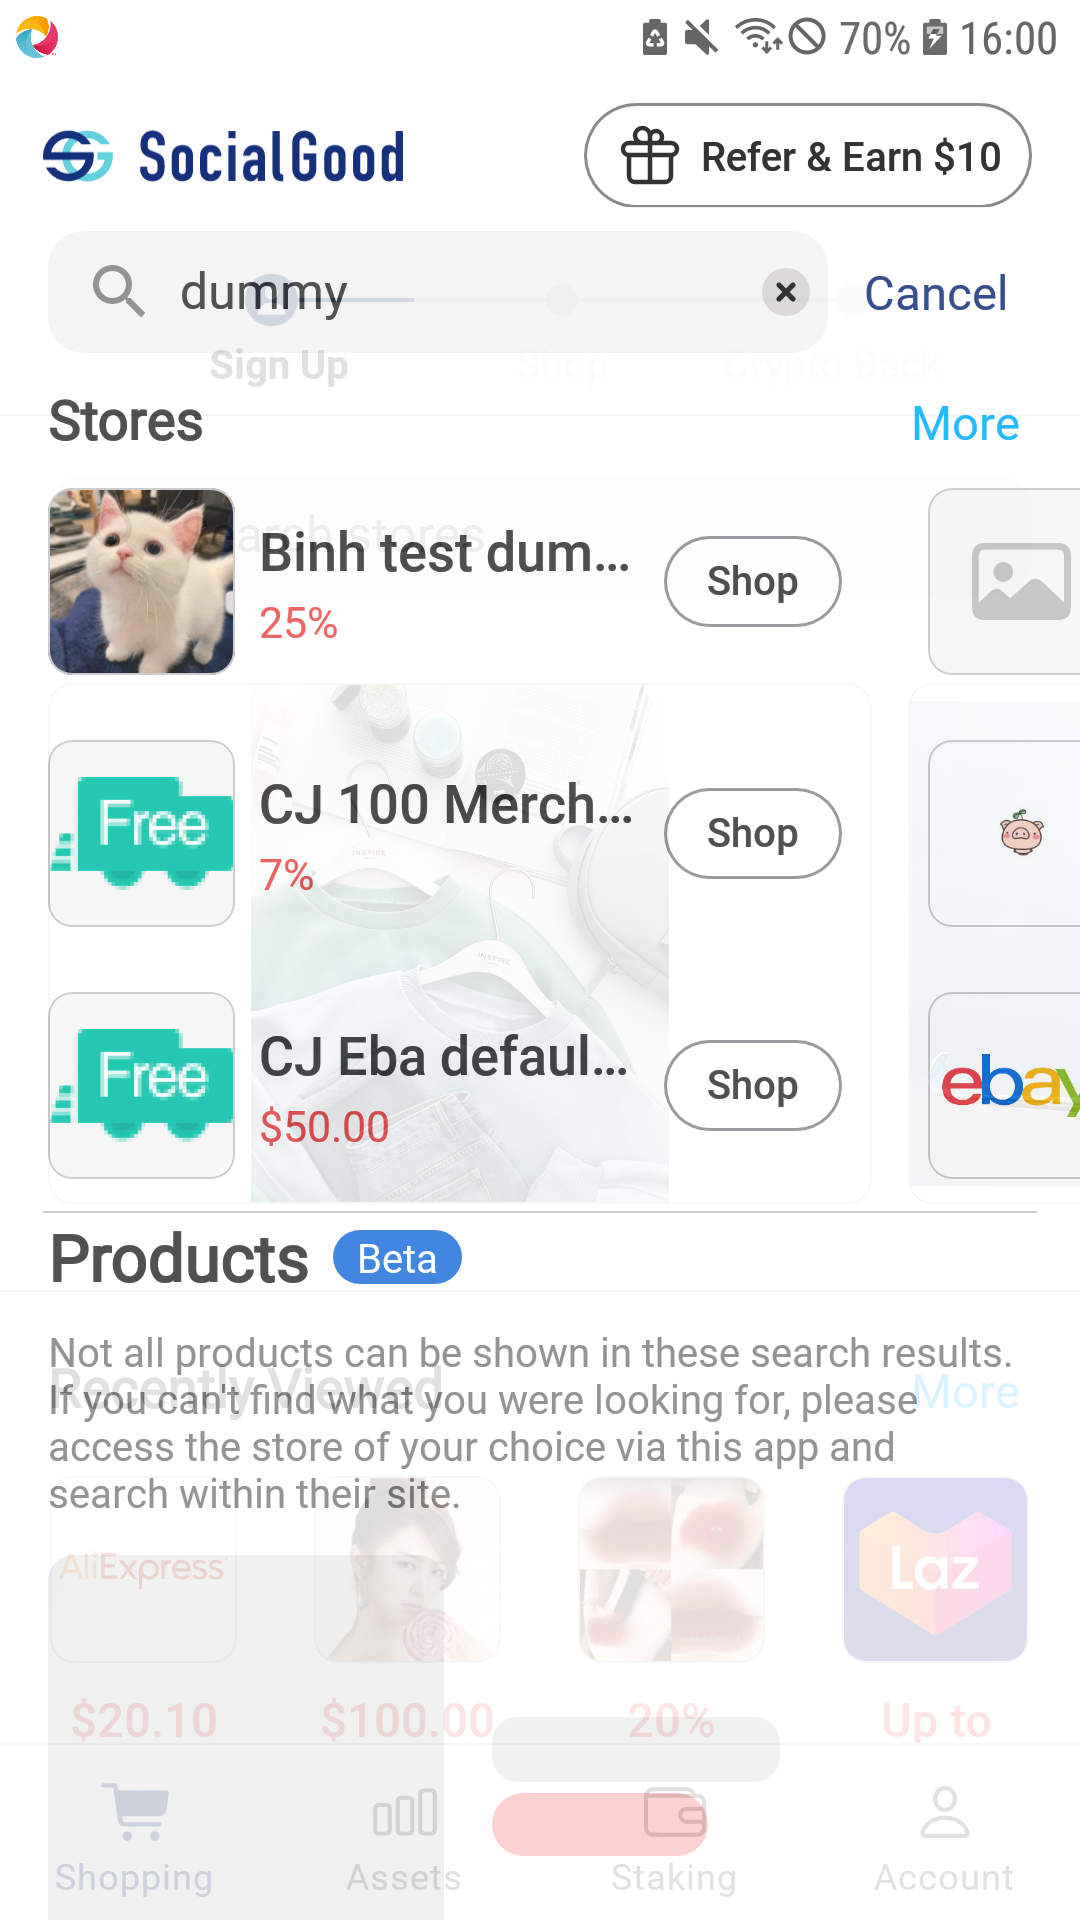 70% 16:00
SocialGood
Refer & Earn $10
dummy
Cancel
Sign Up
Shop
Crypto Back
Stores
More
Search stores
Binh test dum...
25%
Shop
Free
CJ 100 Merch...
7%
Shop
INSPIRE
INSPIRE
Free
CJ Eba defaul...
$50.00
Shop
ebay
Products
Beta
Not all products can be shown in these search results.
Recently Viewed
More
If you can't find what you were looking for, please
access the store of your choice via this app and
search within their site.
AliExpress
Laz
$20.10
$100.00
20%
Up to
Shopping
Assets
Staking
Account